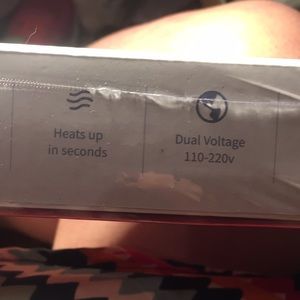 Heats up
in seconds
Dual Voltage
110-220v